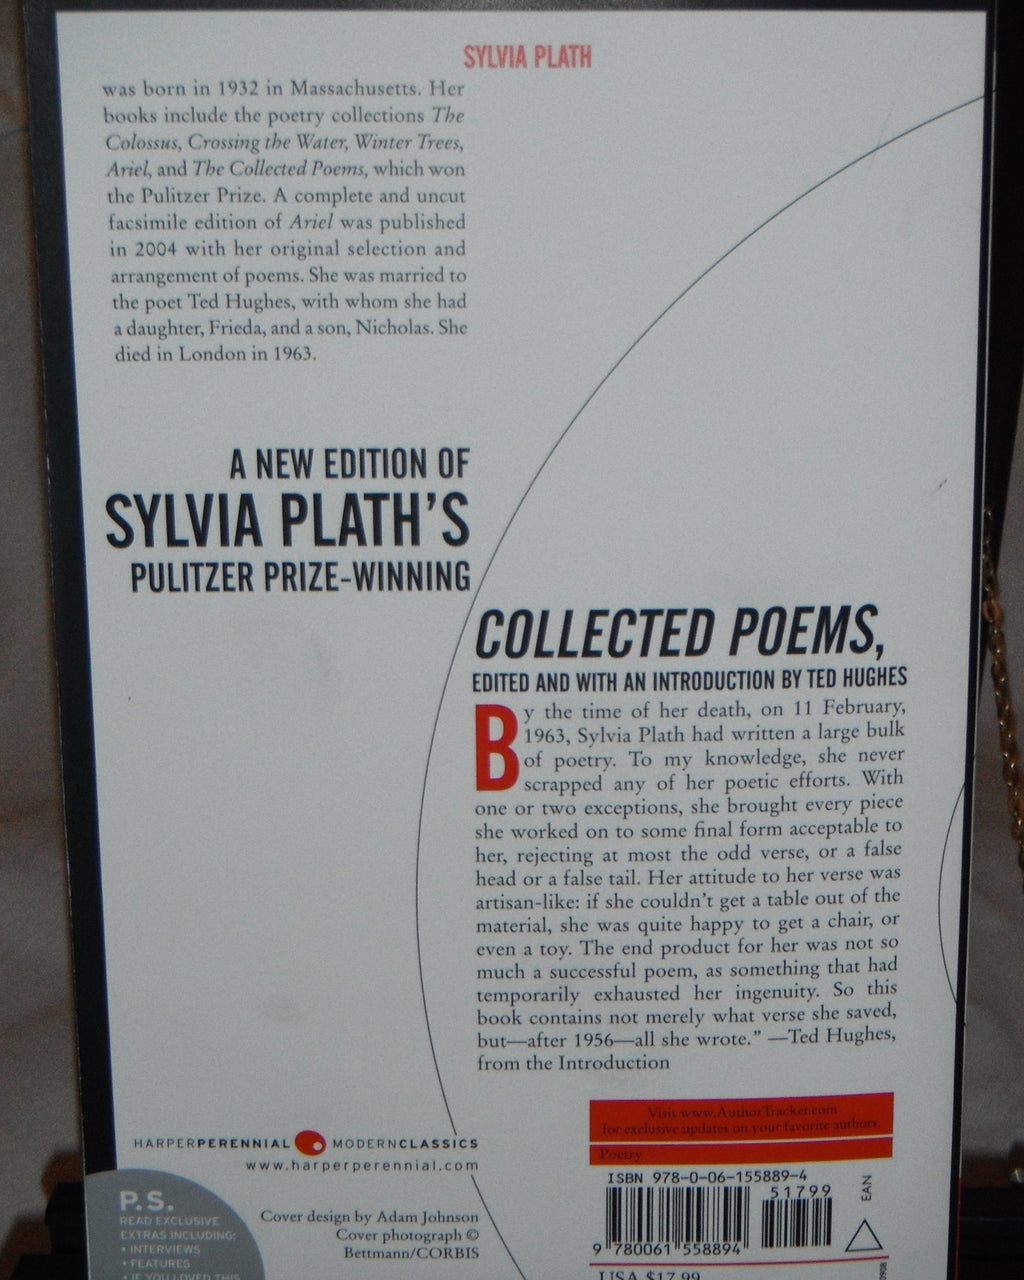 SYLVIA PLATH
was born in 1932 in Massachusetts. Her
books include the poetry collections The
Colossus, Crossing the Water, Winter Trees,
Ariel, and The Collected Poems, which won
the Pulitzer Prize. A complete and uncut
facsimile edition of Ariel was published
in 2004 with her original selection and
arrangement of poems. She was married to
the poet Ted Hughes, with whom she had
a daughter, Frieda, and a son, Nicholas. She
died in London in 1963.
A NEW EDITION OF
SYLVIA PLATH'S
PULITZER PRIZE-WINNING
COLLECTED POEMS,
EDITED AND WITH AN INTRODUCTION BY TED HUGHES
By the time of her death, on 11 February,
1963, Sylvia Plath had written a large bulk
of poetry. To my knowledge, she never
scrapped any of her poetic efforts. With
one or two exceptions, she brought every piece
she worked on to some final form acceptable to
her, rejecting at most the odd verse, or a false
head or a false tail. Her attitude to her verse was
artisan-like: if she couldn't get a table out of the
material, she was quite happy to get a chair, or
even a toy. The end product for her was not so
much a successful poem, as something that had
temporarily exhausted her ingenuity. So this
book contains not merely what verse she saved,
but—after 1956—all she wrote.” —Ted Hughes,
from the Introduction
HARPERPERENNIAL MODERNCLASSICS
www.harperperennial.com
P.S.
READ EXCLUSIVE
EXTRAS INCLUDING:
• INTERVIEWS
• FEATURES
• IF YOU LOVED THIS
Cover design by Adam Johnson
Cover photograph ©
Bettmann/CORBIS
Visit www.AuthorTracker.com
for exclusive updates on your favorite authors.
Poetry
ISBN 978-0-06-155889-4
51799
EAN
9 780061 558894
USA $17.99